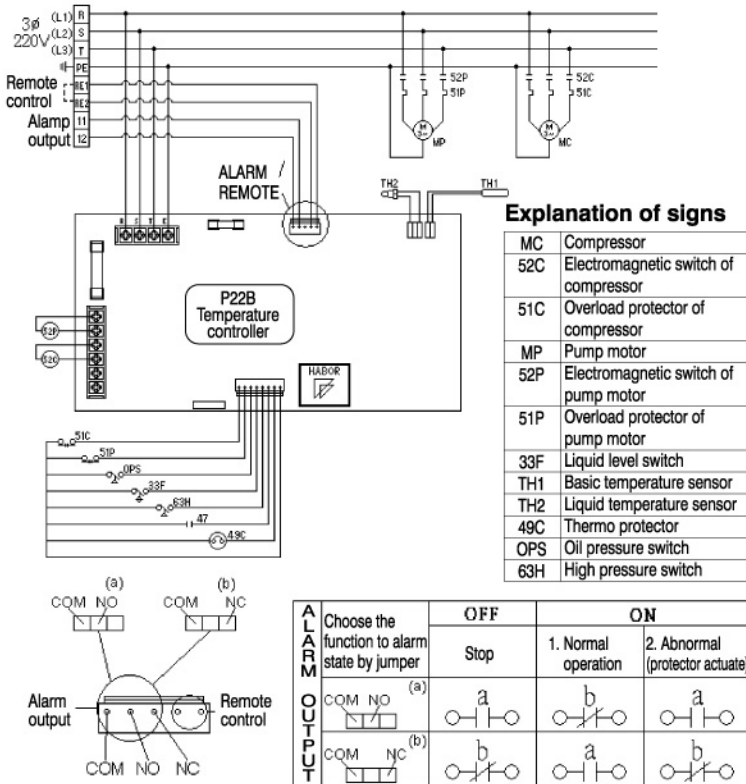 3ø
220V
(L1) R
(L2) S
(L3) T
PE
Remote
control
RE1
RE2
Alamp
output
11
12
52P
51P
M
3~
MP
52C
51C
M
3~
MC
ALARM /
REMOTE
TH2
TH1
R S T E
P22B
Temperature
controller
HABOR
52P
52C
51C
51P
OPS
33F
63H
47
49C
Explanation of signs
MC Compressor
52C Electromagnetic switch of
compressor
51C Overload protector of
compressor
MP Pump motor
52P Electromagnetic switch of
pump motor
51P Overload protector of
pump motor
33F Liquid level switch
TH1 Basic temperature sensor
TH2 Liquid temperature sensor
49C Thermo protector
OPS Oil pressure switch
63H High pressure switch
(a)
COM NO
(b)
COM NC
Alarm
output
Remote
control
COM NO NC
ALARM OUTPUT
Choose the
function to alarm
state by jumper
OFF
ON
Stop
1. Normal
operation
2. Abnormal
(protector actuate)
COM NO (a)
a
b
a
COM NC (b)
b
a
b